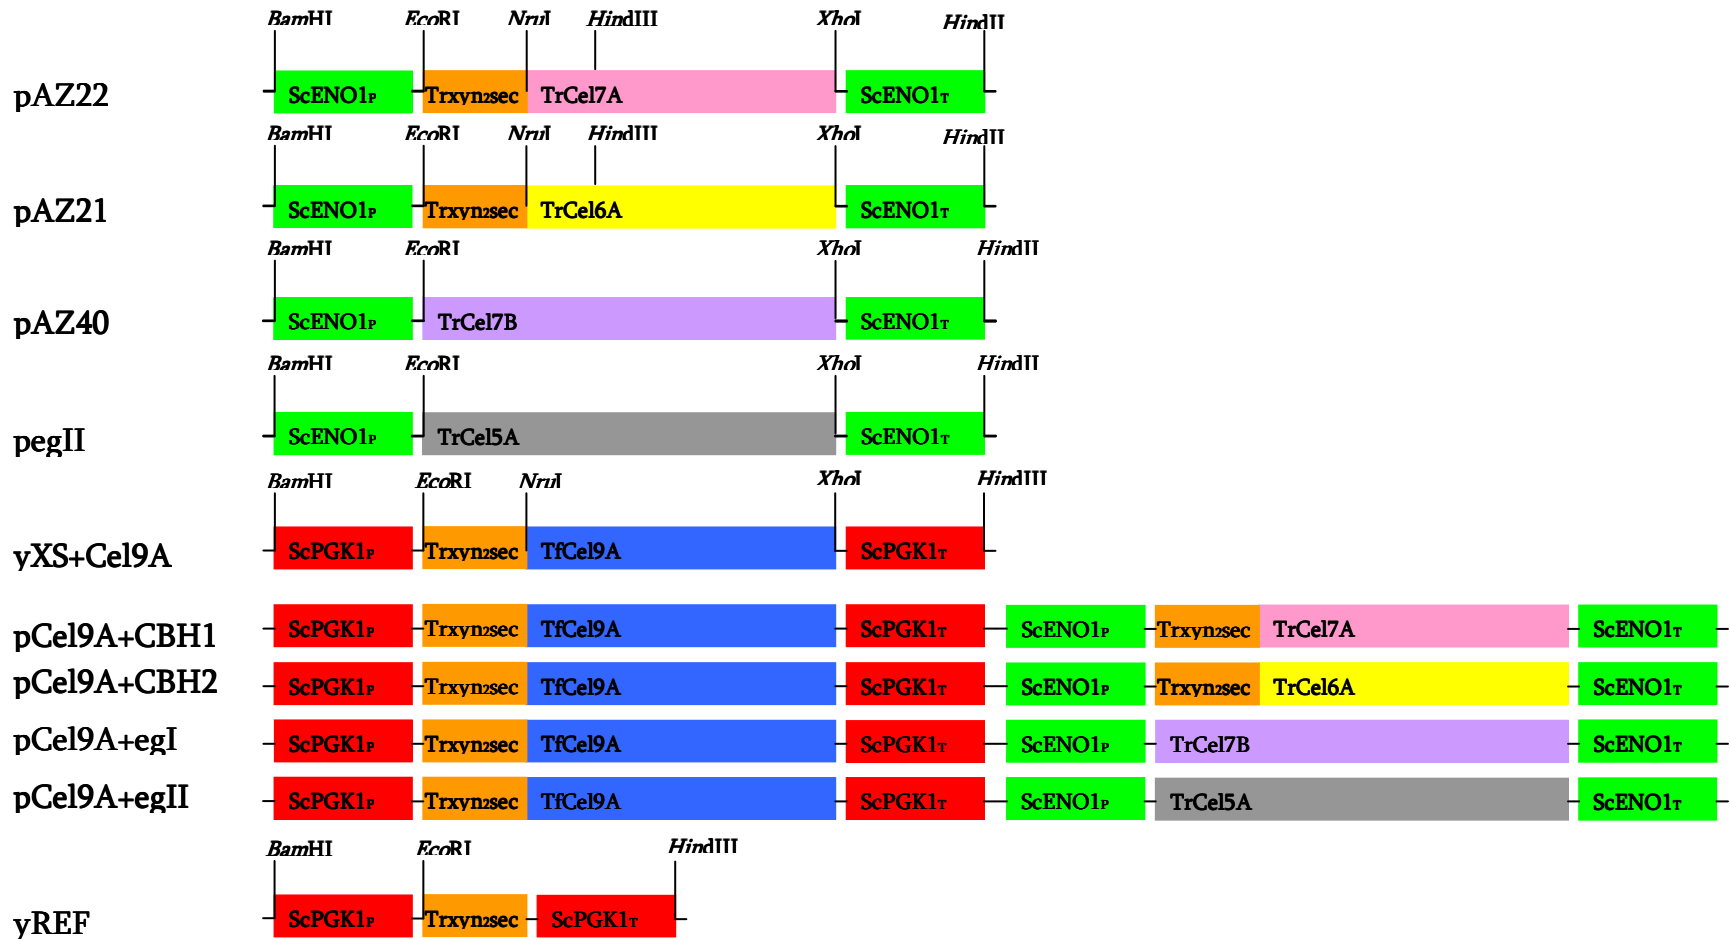 BamHI EcoRI NruI HindIII XhoI HindII
pAZ22 ScENO1P Trxyn2sec TrCel7A ScENO1T
BamHI EcoRI NruI HindIII XhoI HindII
pAZ21 ScENO1P Trxyn2sec TrCel6A ScENO1T
BamHI EcoRI XhoI HindII
pAZ40 ScENO1P TrCel7B ScENO1T
BamHI EcoRI XhoI HindII
pegII ScENO1P TrCel5A ScENO1T
BamHI EcoRI NruI XhoI HindIII
yXS+Cel9A ScPGK1P Trxyn2sec TfCel9A ScPGK1T
pCel9A+CBH1 ScPGK1P Trxyn2sec TfCel9A ScPGK1T ScENO1P Trxyn2sec TrCel7A ScENO1T
pCel9A+CBH2 ScPGK1P Trxyn2sec TfCel9A ScPGK1T ScENO1P Trxyn2sec TrCel6A ScENO1T
pCel9A+egI ScPGK1P Trxyn2sec TfCel9A ScPGK1T ScENO1P TrCel7B ScENO1T
pCel9A+egII ScPGK1P Trxyn2sec TfCel9A ScPGK1T ScENO1P TrCel5A ScENO1T
BamHI EcoRI HindIII
yREF ScPGK1P Trxyn2sec ScPGK1T